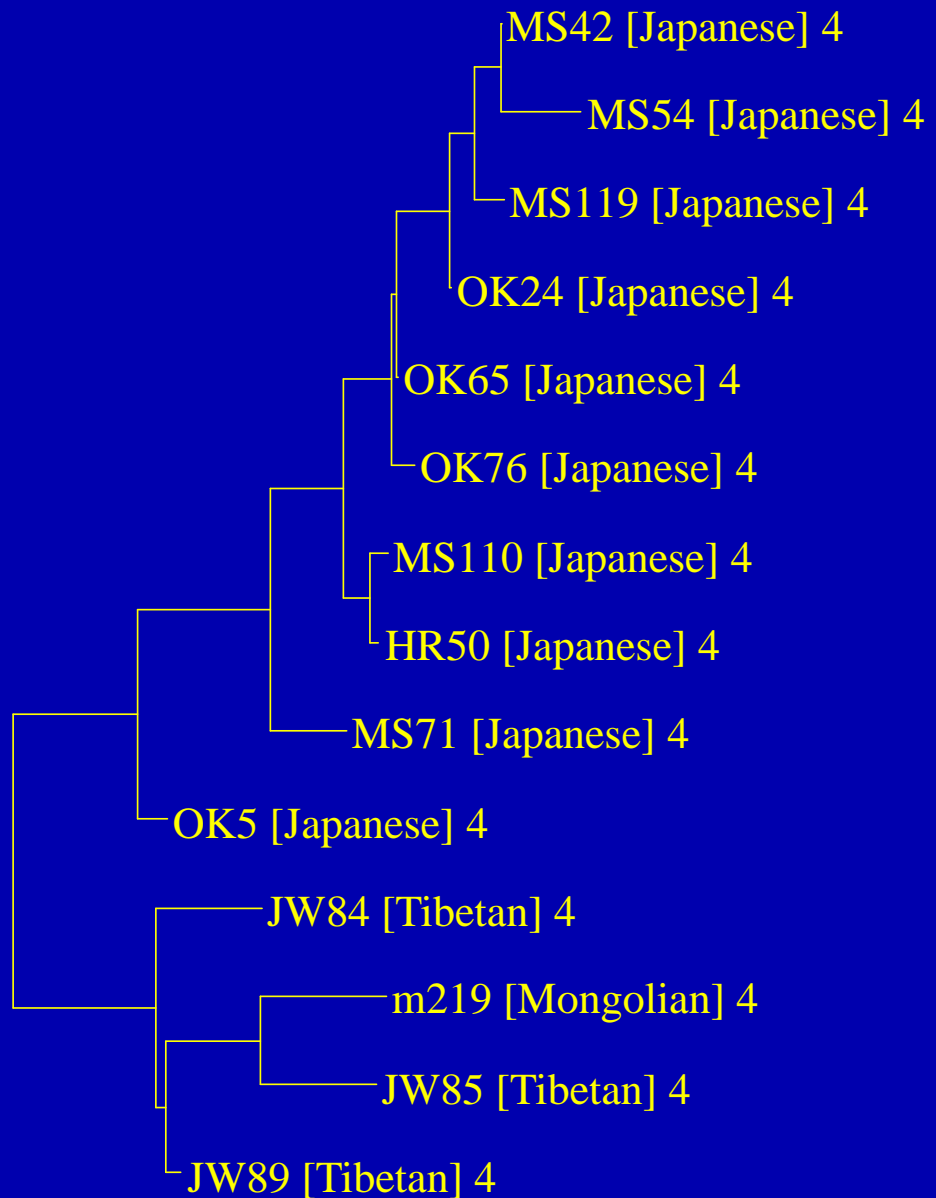 MS42 [Japanese] 4
MS54 [Japanese] 4
MS119 [Japanese] 4
OK24 [Japanese] 4
OK65 [Japanese] 4
OK76 [Japanese] 4
MS110 [Japanese] 4
HR50 [Japanese] 4
MS71 [Japanese] 4
OK5 [Japanese] 4
JW84 [Tibetan] 4
m219 [Mongolian] 4
JW85 [Tibetan] 4
JW89 [Tibetan] 4